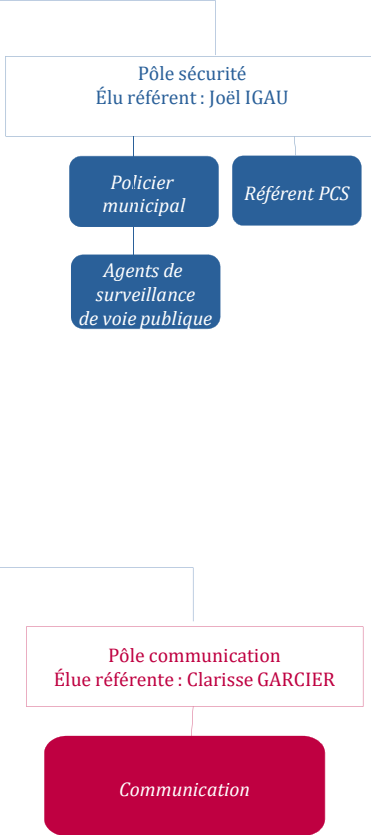 Pôle sécurité
Élu référent : Joël IGAU
Policier
municipal
Référent PCS
Agents de
surveillance
de voie publique
Pôle communication
Élue référente : Clarisse GARCIER
Communication